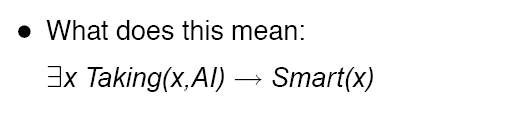 ● What does this mean:
∃x Taking(x,AI) → Smart(x)